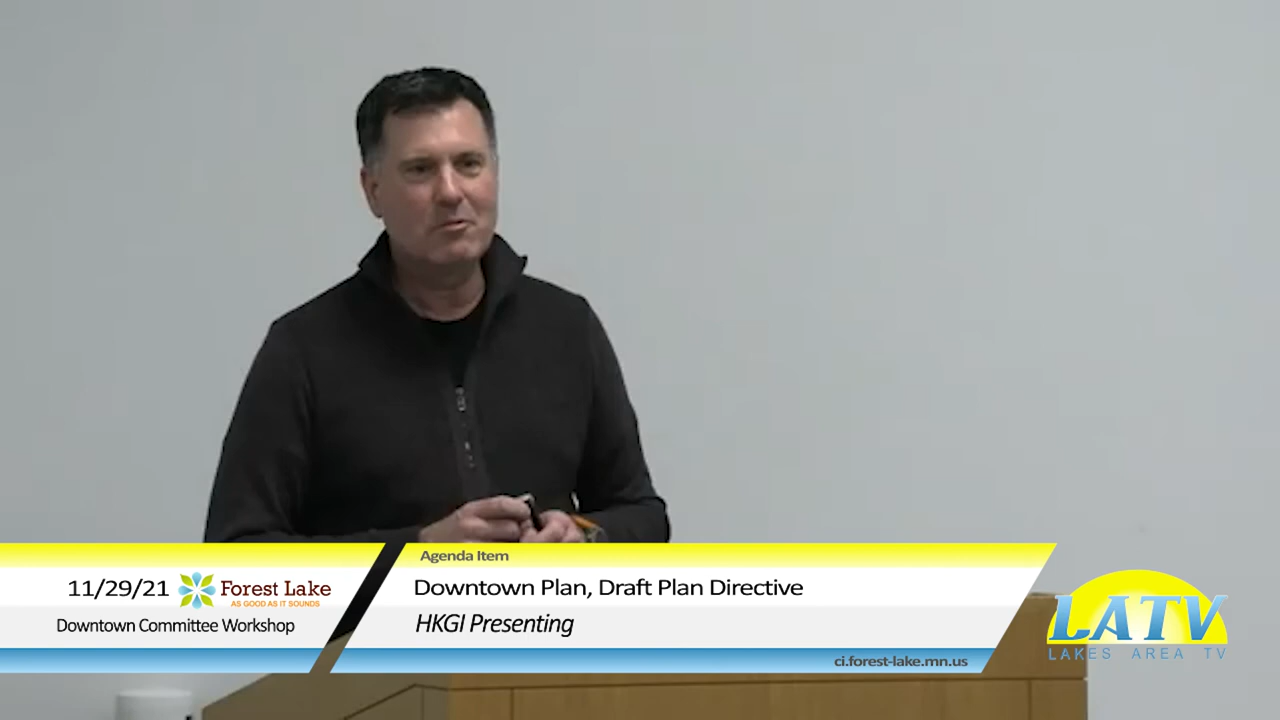 Agenda Item
11/29/21 Forest Lake
AS GOOD AS IT SOUNDS
Downtown Committee Workshop
Downtown Plan, Draft Plan Directive
HKGI Presenting
ci.forest-lake.mn.us
LATV
LAKES AREA TV